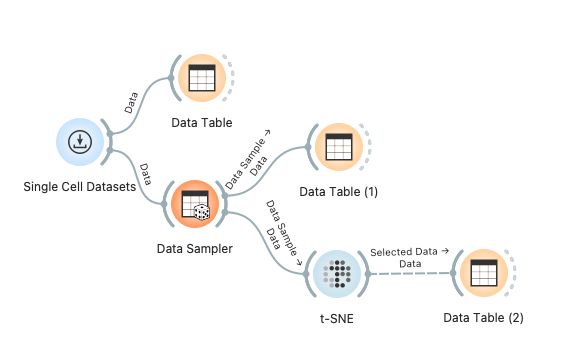 Data
Data Table
Single Cell Datasets
Data
Data Sampler
Data Sample →
Data
Data Table (1)
Data Sample →
Data
t-SNE
Selected Data →
Data
Data Table (2)